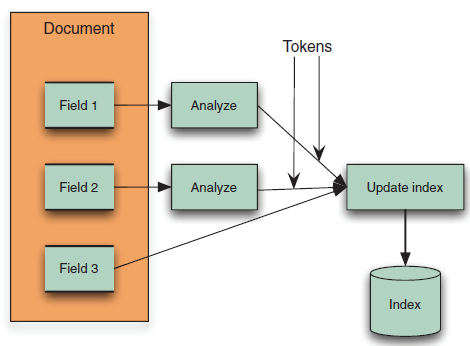 Document
Tokens
Field 1
Analyze
Field 2
Analyze
Update index
Field 3
Index